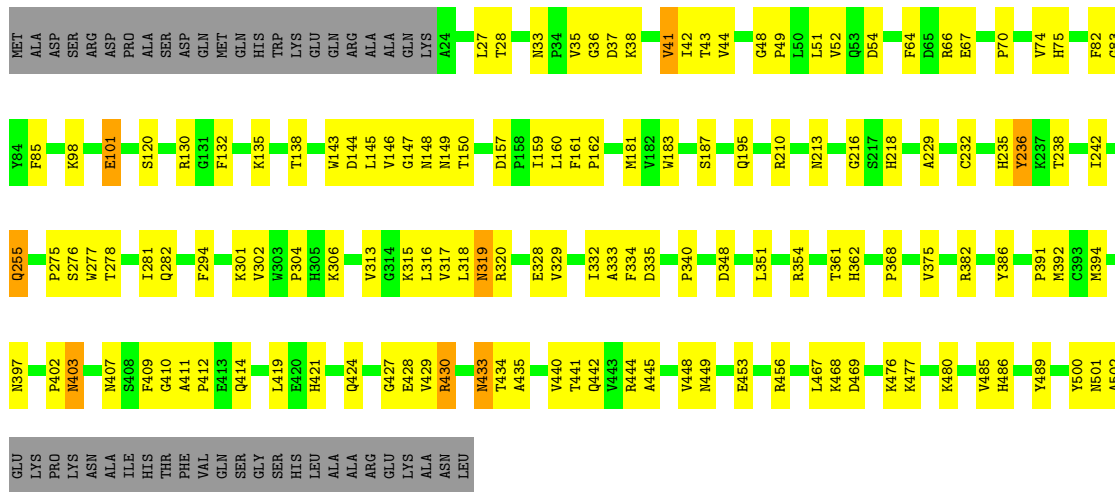 MET ALA ASP SER ARG ASP PRO ALA SER ASP GLN MET GLN HIS TRP LYS GLU GLN ARG ALA ALA GLN LYS A24 L27 T28 N33 P34 V35 G36 D37 K38 V41 I42 T43 V44 G48 P49 L50 L51 V52 Q53 D54 F64 D65 R66 E67 P70 V74 H75 F82 G83
Y84 F85 K98 E101 S120 R130 G131 F132 K135 T138 W143 D144 L145 V146 G147 N148 N149 T150 D157 P158 I159 L160 F161 P162 M181 V182 W183 S187 Q195 R210 N213 G216 S217 H218 A229 C232 H235 Y236 K237 T238 I242
Q255 P275 S276 W277 T278 I281 Q282 F294 K301 V302 W303 P304 H305 K306 V313 G314 K315 L316 V317 L318 N319 R320 E328 V329 I332 A333 F334 D335 P340 D348 L351 R354 T361 H362 P368 V375 R382 Y386 P391 M392 C393 M394
N397 P402 N403 N407 S408 F409 G410 A411 P412 E413 Q414 L419 E420 H421 Q424 G427 E428 V429 R430 N433 T434 A435 V440 T441 Q442 V443 R444 A445 V448 N449 E453 R456 L467 K468 D469 K476 K477 K480 V485 H486 Y489 Y500 N501 A502
GLU LYS PRO LYS ASN ALA ILE HIS THR PHE VAL GLN SER GLY SER HIS LEU ALA ALA ARG GLU LYS ALA ASN LEU